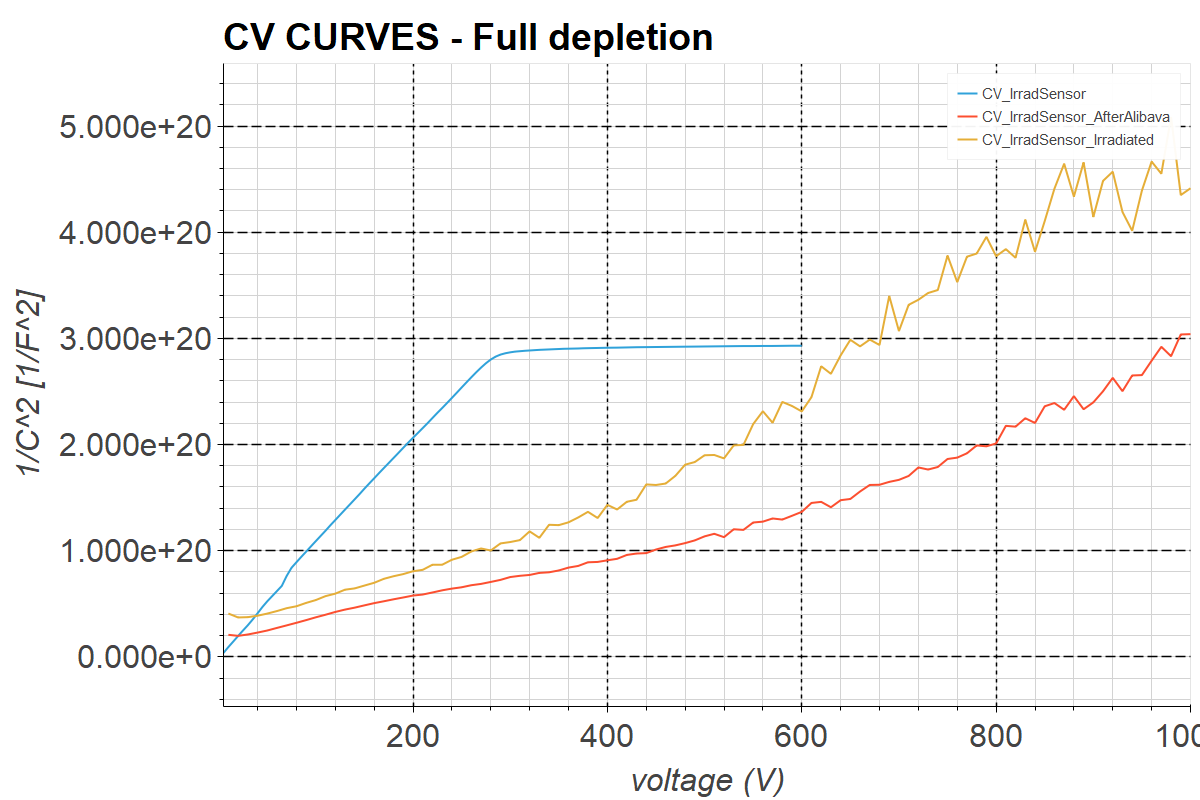 CV CURVES - Full depletion
CV_IrradSensor
CV_IrradSensor_AfterAlibava
CV_IrradSensor_Irradiated
5.000e+20
4.000e+20
3.000e+20
2.000e+20
1.000e+20
0.000e+0
1/C^2 [1/F^2]
200
400
600
800
100
voltage (V)